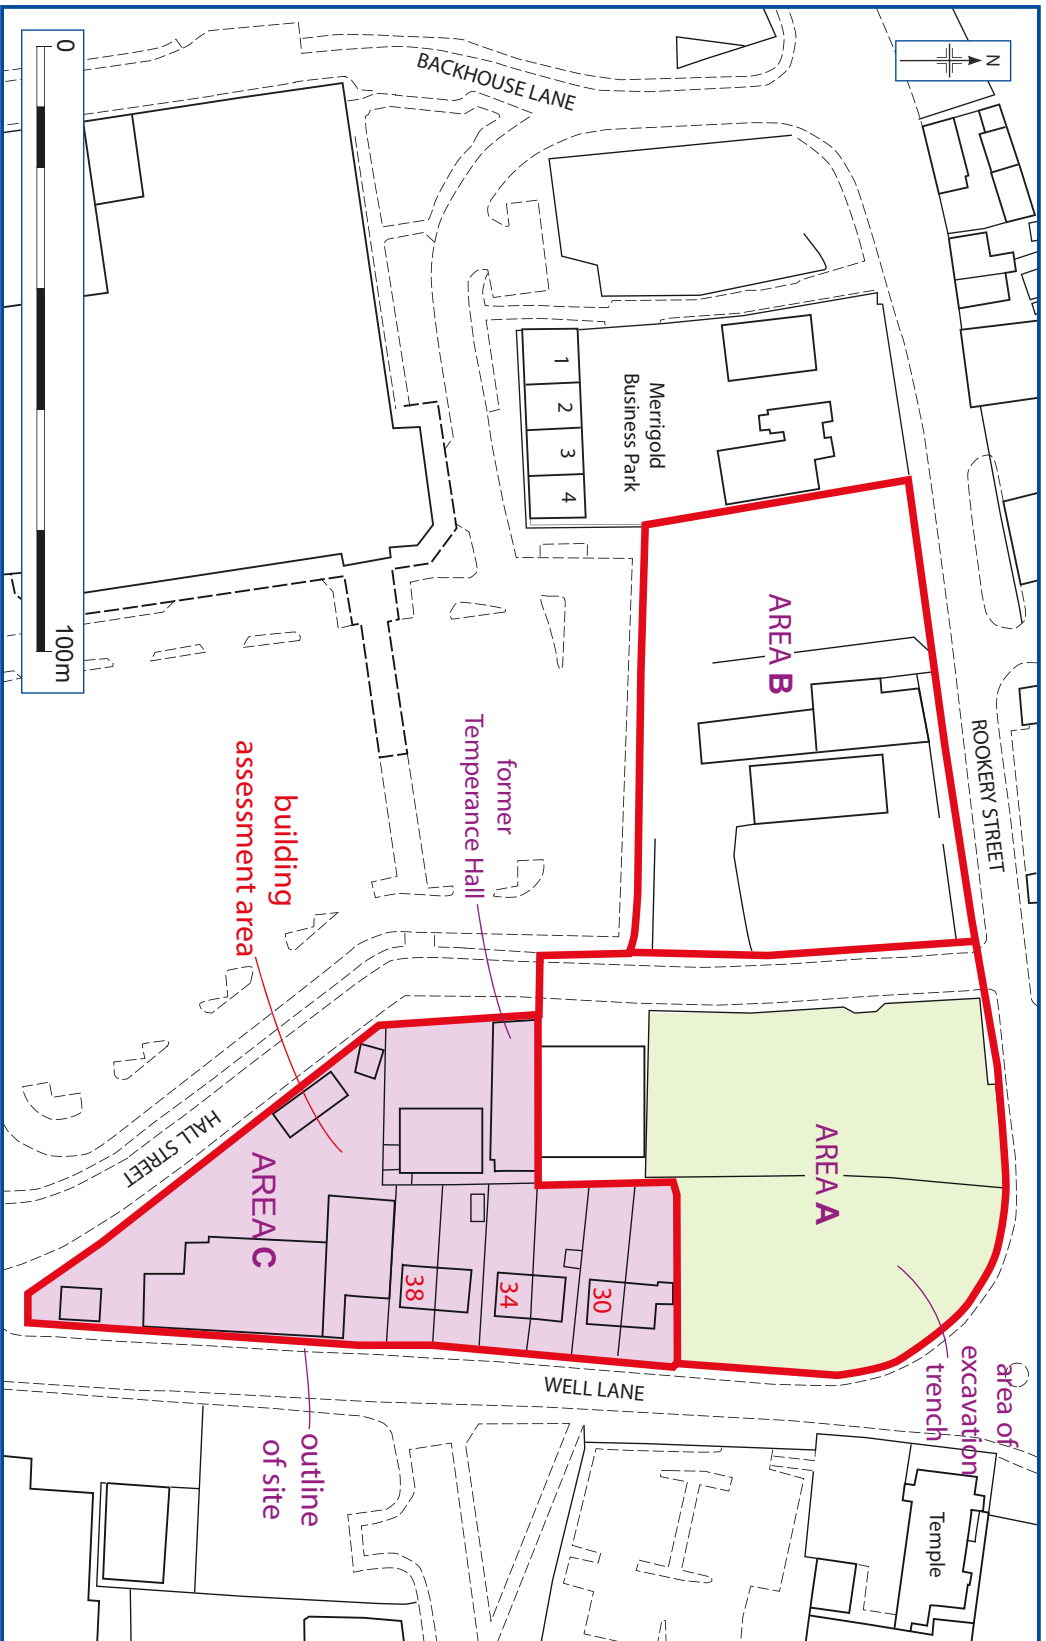 N
BACKHOUSE LANE
Merrigold
Business Park
1
2
3
4
ROOKERY STREET
AREA B
AREA A
area of
excavation
trench
Temple
former
Temperance Hall
building
assessment area
30
34
38
AREA C
HALL STREET
WELL LANE
outline
of site
0
100m